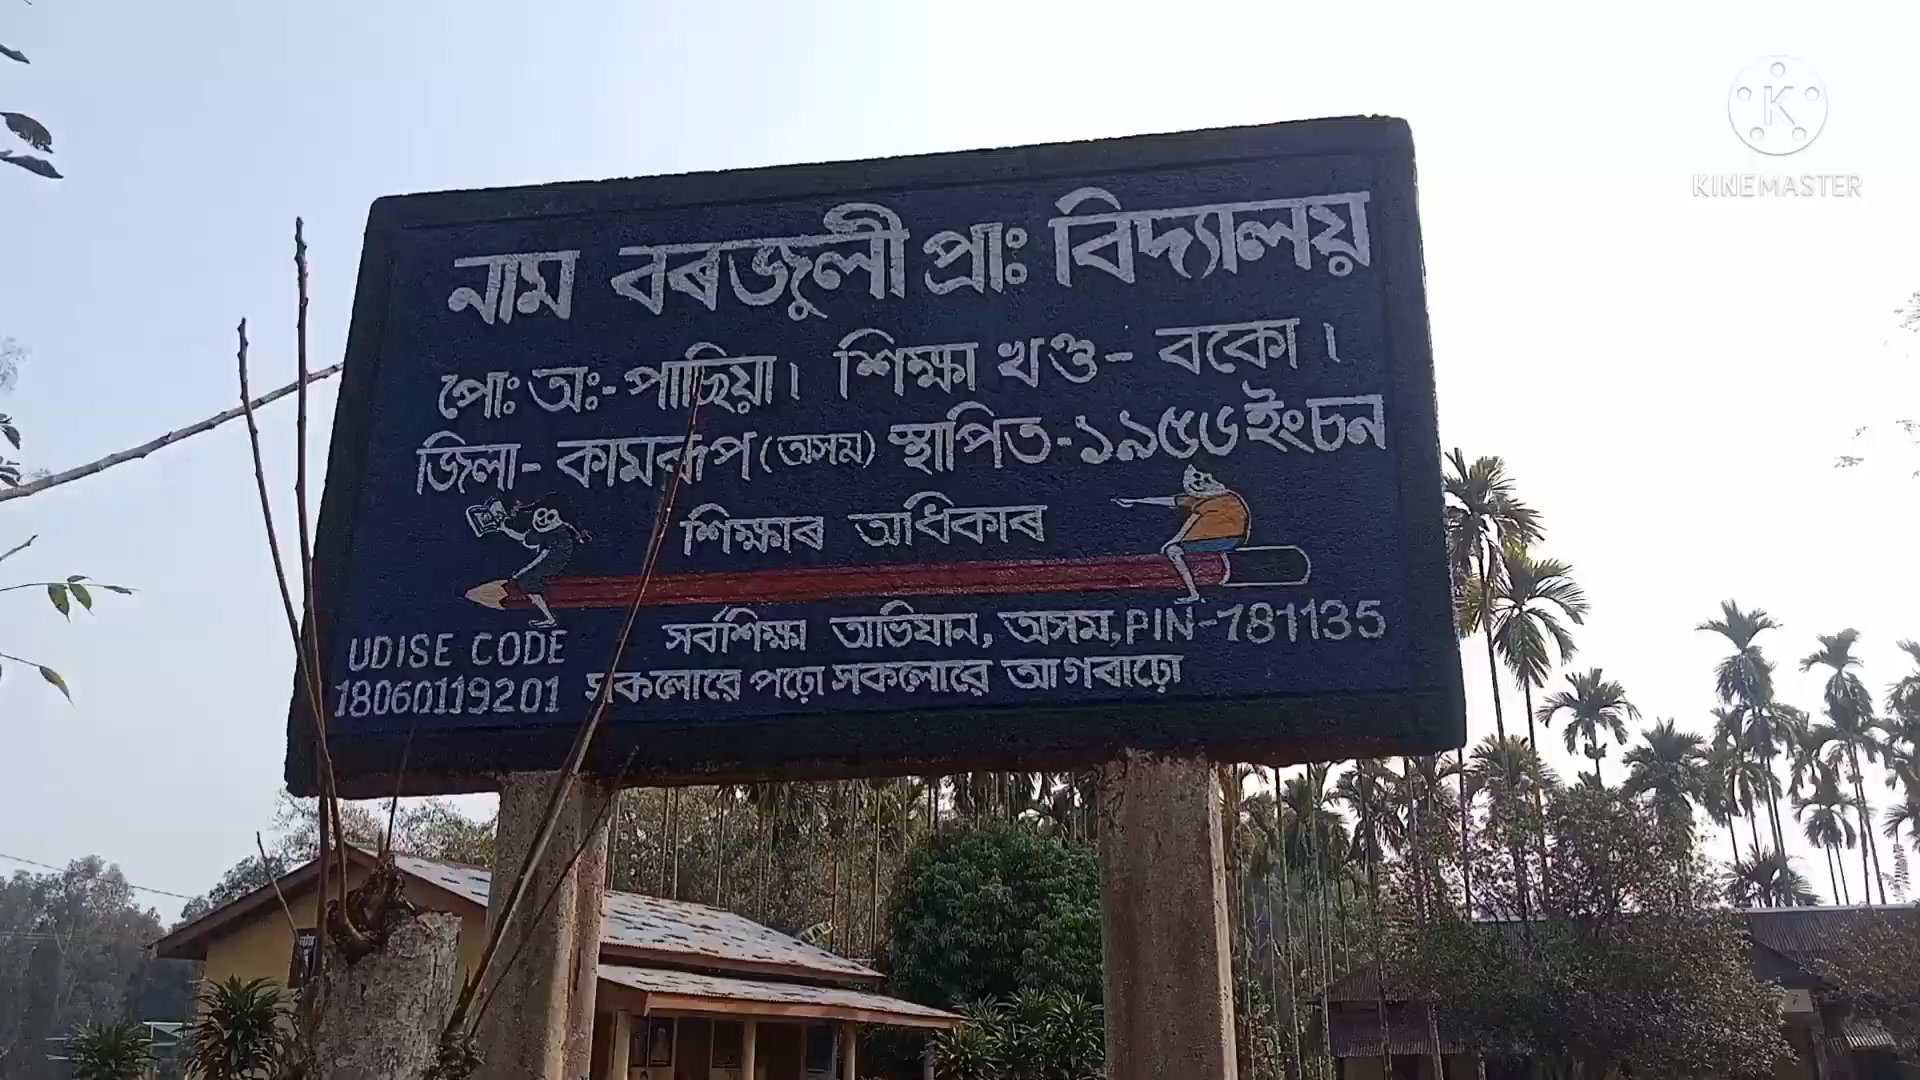 নাম বৰজুলী প্ৰাঃ বিদ্যালয়
পোঃ অঃ-পাছিয়া। শিক্ষা খণ্ড- বকো।
জিলা- কামৰূপ (অসম) স্থাপিত-১৯৫৬ ইং চন
শিক্ষাৰ অধিকাৰ
সৰ্বশিক্ষা অভিযান, অসম, PIN-781135
UDISE CODE
18060119201
সকলোৱে পঢ়ো সকলোৱে আগবাঢ়ো
K
KINEMASTER